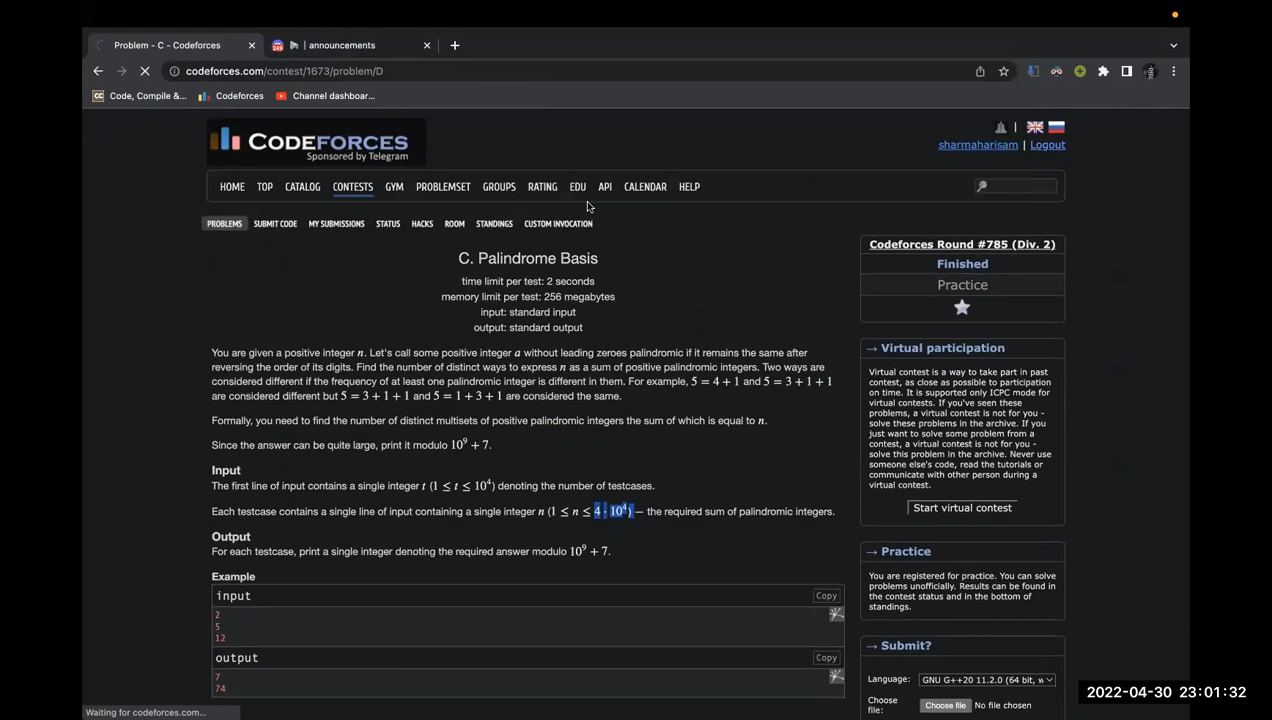 Problem - C - Codeforces
announcements
codeforces.com/contest/1673/problem/D
Code, Compile &...
Codeforces
Channel dashboar...
CODEFORCES
Sponsored by Telegram
sharmaharisam | Logout
HOME TOP CATALOG CONTESTS GYM PROBLEMSET GROUPS RATING EDU API CALENDAR HELP
PROBLEMS SUBMIT CODE MY SUBMISSIONS STATUS HACKS ROOM STANDINGS CUSTOM INVOCATION
C. Palindrome Basis
time limit per test: 2 seconds
memory limit per test: 256 megabytes
input: standard input
output: standard output
You are given a positive integer n. Let's call some positive integer a without leading zeroes palindromic if it remains the same after
reversing the order of its digits. Find the number of distinct ways to express n as a sum of positive palindromic integers. Two ways are
considered different if the frequency of at least one palindromic integer is different in them. For example, 5 = 4 + 1 and 5 = 3 + 1 + 1
are considered different but 5 = 3 + 1 + 1 and 5 = 1 + 3 + 1 are considered the same.
Formally, you need to find the number of distinct multisets of positive palindromic integers the sum of which is equal to n.
Since the answer can be quite large, print it modulo 10⁹ + 7.
Input
The first line of input contains a single integer t (1 ≤ t ≤ 10⁴) denoting the number of testcases.
Each testcase contains a single line of input containing a single integer n (1 ≤ n ≤ 4 · 10⁴) — the required sum of palindromic integers.
Output
For each testcase, print a single integer denoting the required answer modulo 10⁹ + 7.
Example
input
Copy
2
5
12
output
Copy
7
74
Codeforces Round #785 (Div. 2)
Finished
Practice
→ Virtual participation
Virtual contest is a way to take part in past
contest, as close as possible to participation
on time. It is supported only ICPC mode for
virtual contests. If you've seen these
problems, a virtual contest is not for you -
solve these problems in the archive. If you
just want to solve some problem from a
contest, a virtual contest is not for you -
solve this problem in the archive. Never use
someone else's code, read the tutorials or
communicate with other person during a
virtual contest.
Start virtual contest
→ Practice
You are registered for practice. You can solve
problems unofficially. Results can be found in
the contest status and in the bottom of
standings.
→ Submit?
Language: GNU G++20 11.2.0 (64 bit, w
Choose
file:
Choose file No file chosen
Waiting for codeforces.com...
2022-04-30 23:01:32